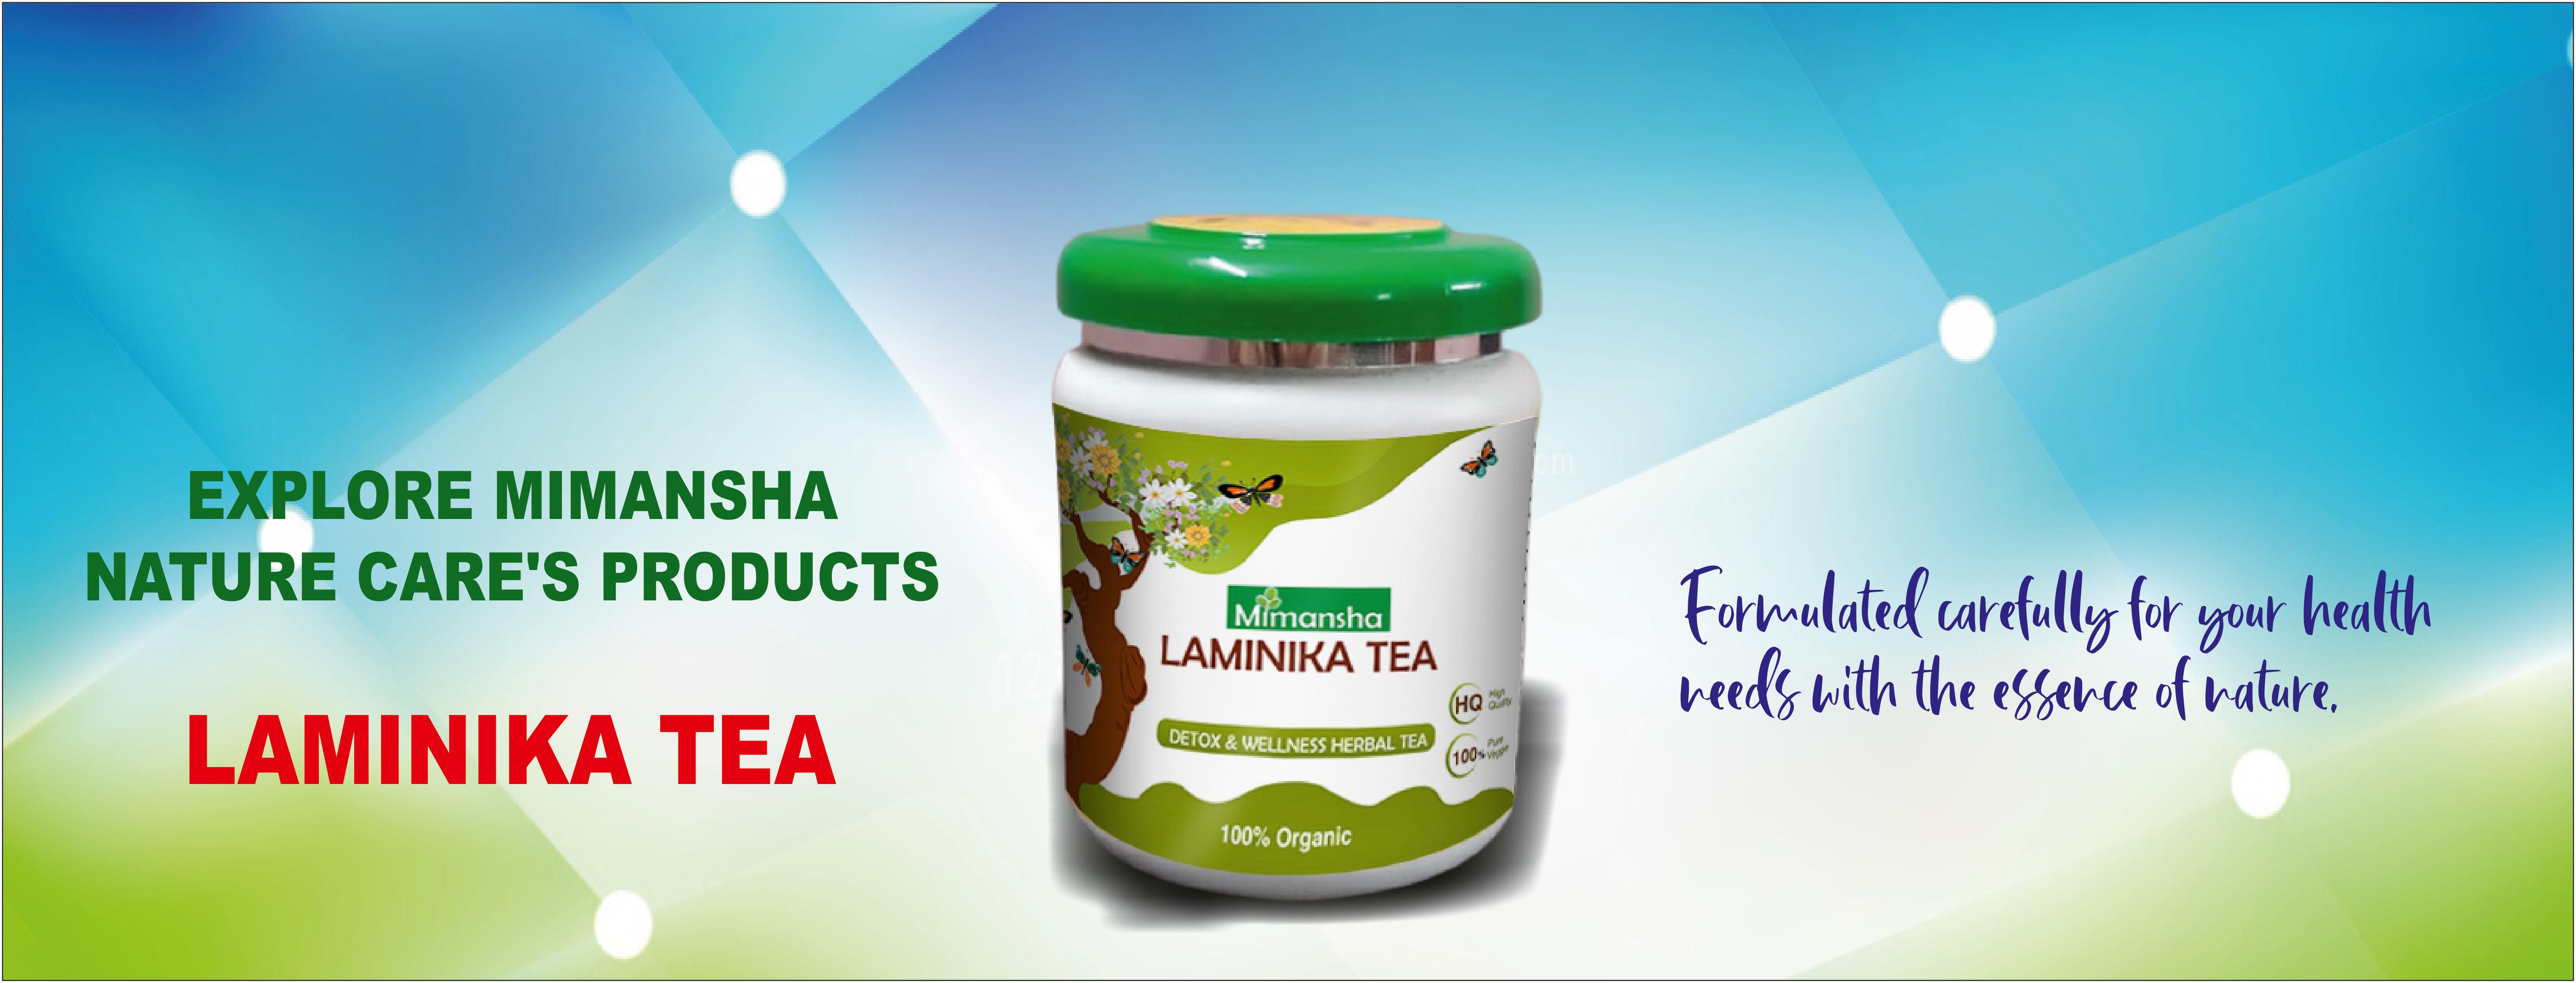 EXPLORE MIMANSHA
NATURE CARE'S PRODUCTS
LAMINIKA TEA
Mimansha
LAMINIKA TEA
HQ High
Quality
DETOX & WELLNESS HERBAL TEA
100% Pure
Veggie
100% Organic
Formulated carefully for your health
needs with the essence of nature.